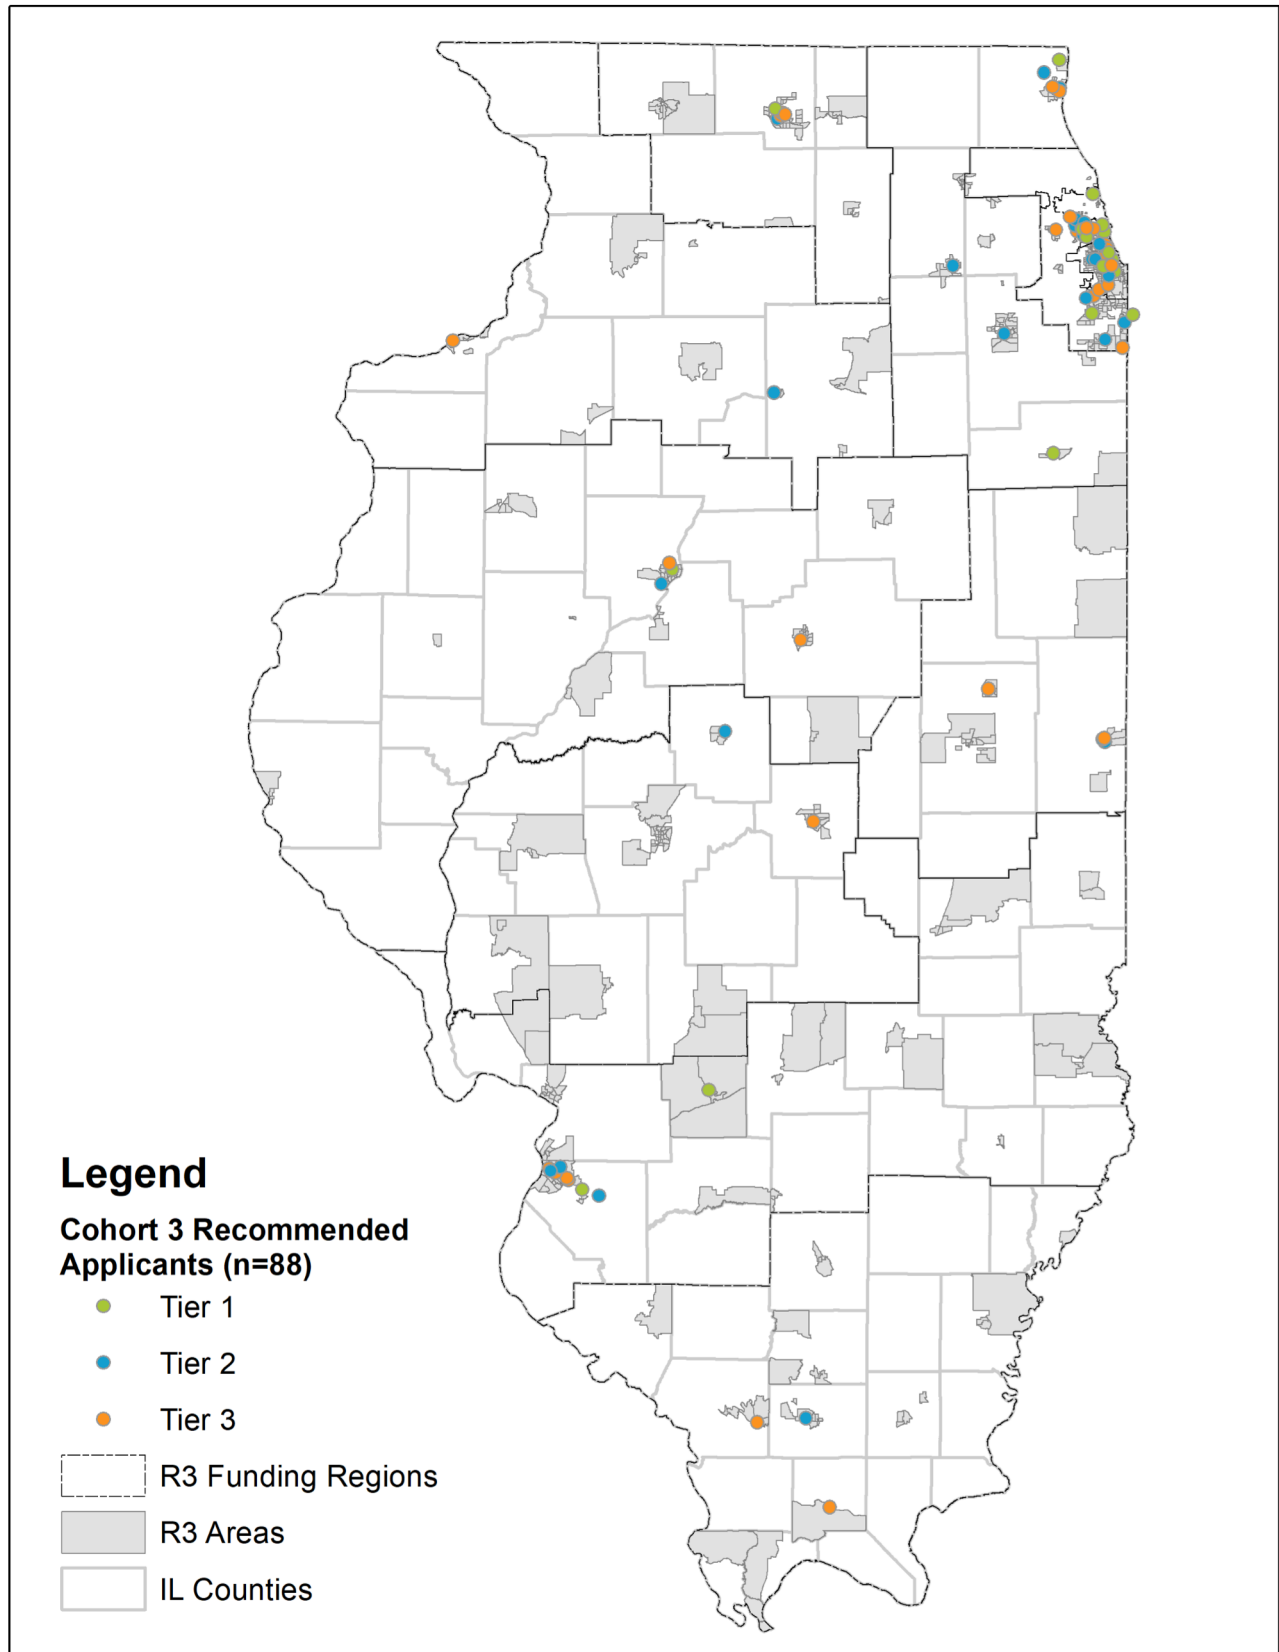 Legend
Cohort 3 Recommended
Applicants (n=88)
Tier 1
Tier 2
Tier 3
R3 Funding Regions
R3 Areas
IL Counties